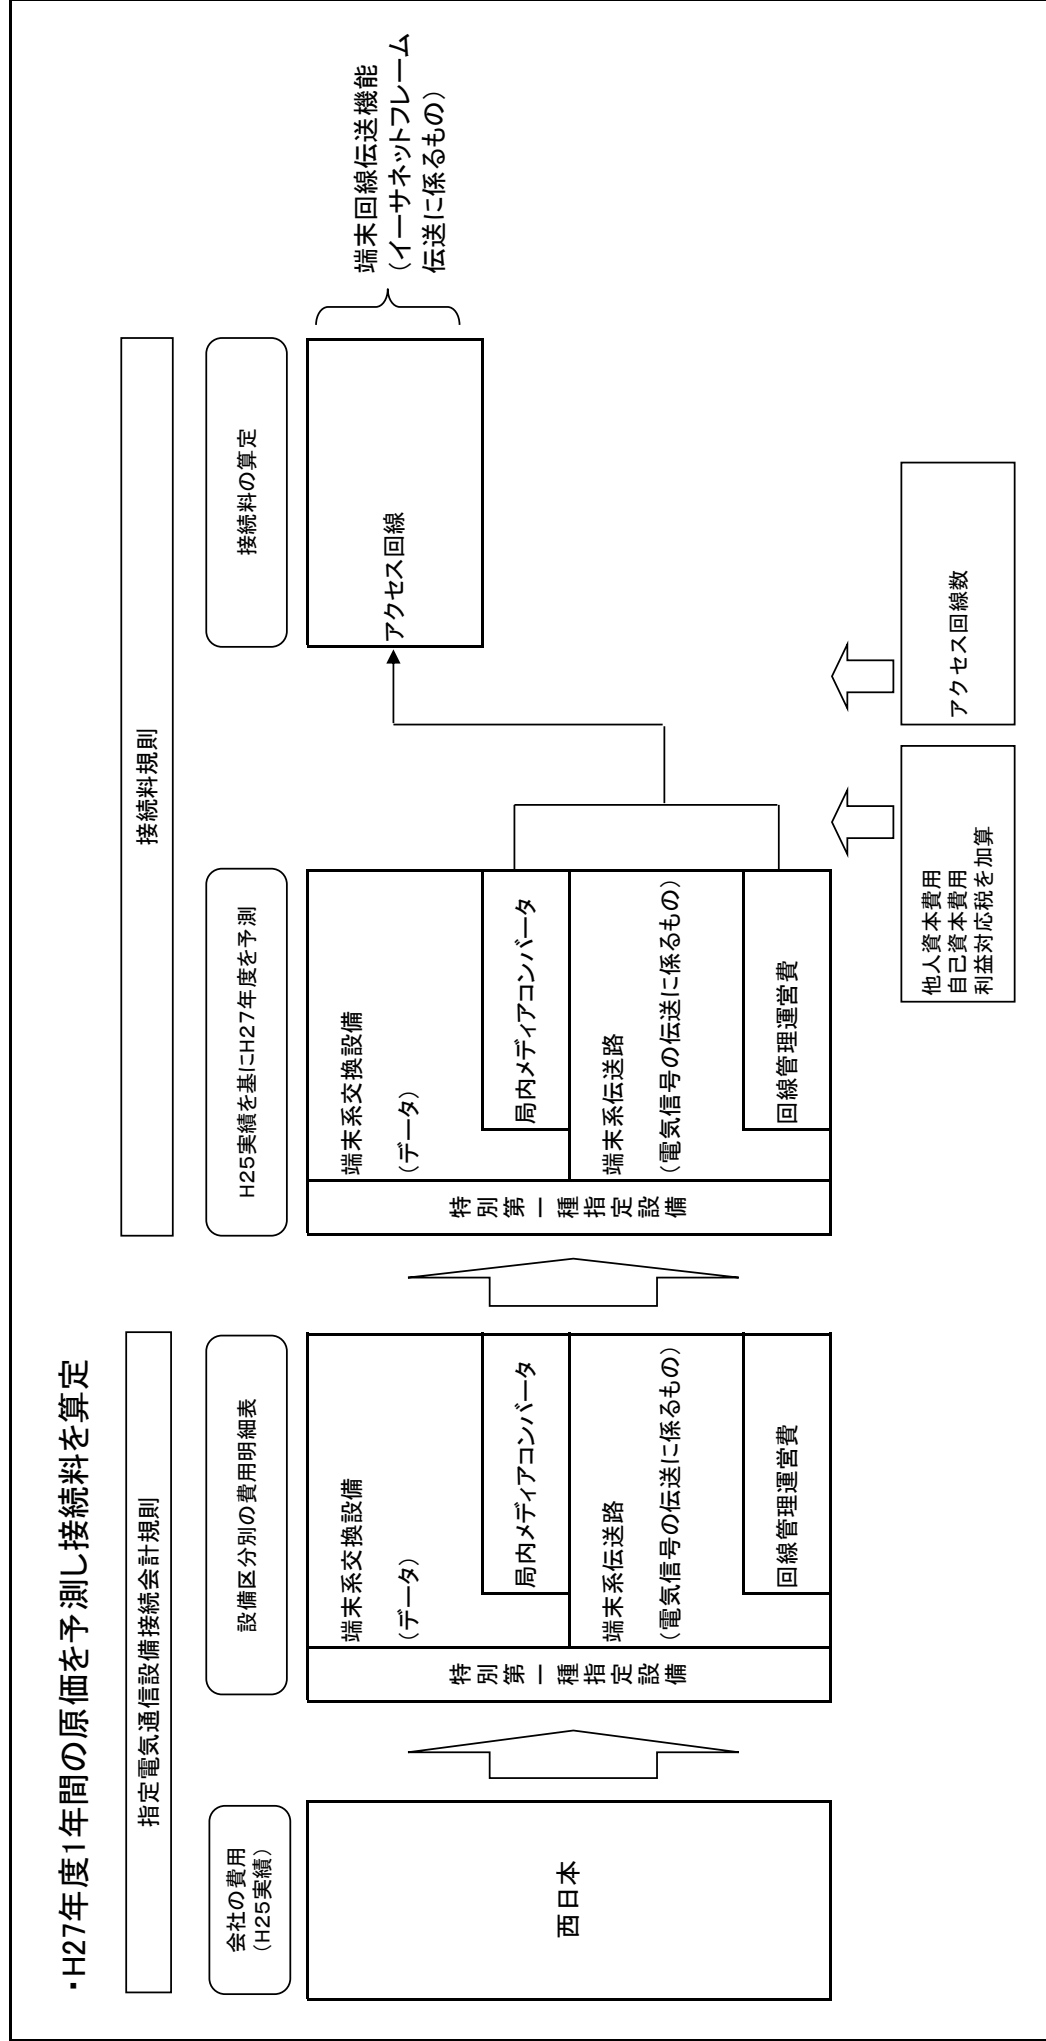 ・H27年度1年間の原価を予測し接続料を算定
指定電気通信設備接続会計規則
接続料規則
会社の費用
（H25実績）
設備区分別の費用明細表
H25実績を基にH27年度を予測
接続料の算定
西日本
特別第一種指定設備
端末系交換設備
（データ）
局内メディアコンバータ
端末系伝送路
（電気信号の伝送に係るもの）
回線管理運営費
特別第一種指定設備
端末系交換設備
（データ）
局内メディアコンバータ
端末系伝送路
（電気信号の伝送に係るもの）
回線管理運営費
アクセス回線
端末回線伝送機能
（イーサネットフレーム
伝送に係るもの）
他人資本費用
自己資本費用
利益対応税を加算
アクセス回線数